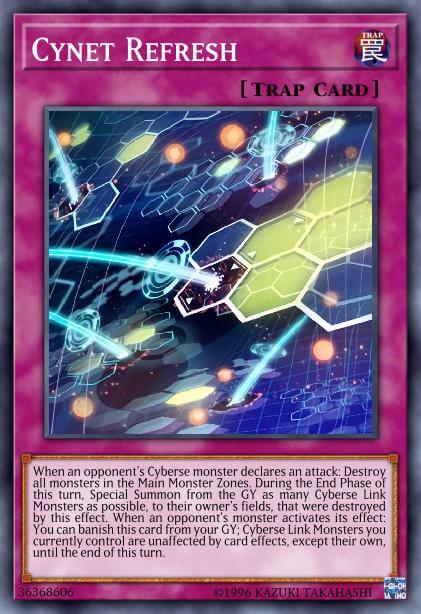 Cynet Refresh
TRAP
罠
[Trap Card]
When an opponent's Cyberse monster declares an attack: Destroy
all monsters in the Main Monster Zones. During the End Phase of
this turn, Special Summon from the GY as many Cyberse Link
Monsters as possible, to their owner's fields, that were destroyed
by this effect. When an opponent's monster activates its effect:
You can banish this card from your GY; Cyberse Link Monsters you
currently control are unaffected by card effects, except their own,
until the end of this turn.
36368606
©1996 KAZUKI TAKAHASHI